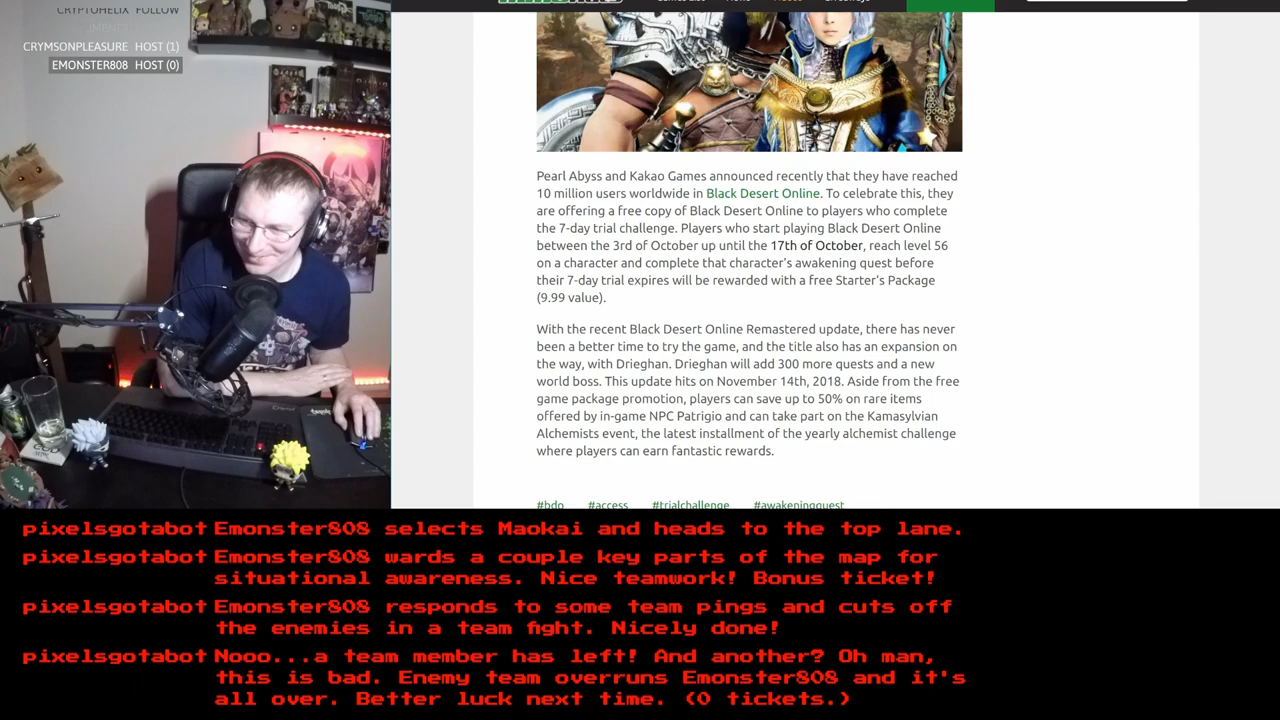 CRYPTOHELIX FOLLOW
CRYMSONPLEASURE HOST (1)
EMONSTER808 HOST (0)
Pearl Abyss and Kakao Games announced recently that they have reached
10 million users worldwide in Black Desert Online. To celebrate this, they
are offering a free copy of Black Desert Online to players who complete
the 7-day trial challenge. Players who start playing Black Desert Online
between the 3rd of October up until the 17th of October, reach level 56
on a character and complete that character's awakening quest before
their 7-day trial expires will be rewarded with a free Starter's Package
(9.99 value).
With the recent Black Desert Online Remastered update, there has never
been a better time to try the game, and the title also has an expansion on
the way, with Drieghan. Drieghan will add 300 more quests and a new
world boss. This update hits on November 14th, 2018. Aside from the free
game package promotion, players can save up to 50% on rare items
offered by in-game NPC Patrigio and can take part on the Kamasylvian
Alchemists event, the latest installment of the yearly alchemist challenge
where players can earn fantastic rewards.
#bdo #access #trialchallenge #awakeningquest
pixelsgotabot Emonster808 selects Maokai and heads to the top lane.
pixelsgotabot Emonster808 wards a couple key parts of the map for
situational awareness. Nice teamwork! Bonus ticket!
pixelsgotabot Emonster808 responds to some team pings and cuts off
the enemies in a team fight. Nicely done!
pixelsgotabot Nooo...a team member has left! And another? Oh man,
this is bad. Enemy team overruns Emonster808 and it's
all over. Better luck next time. (0 tickets.)